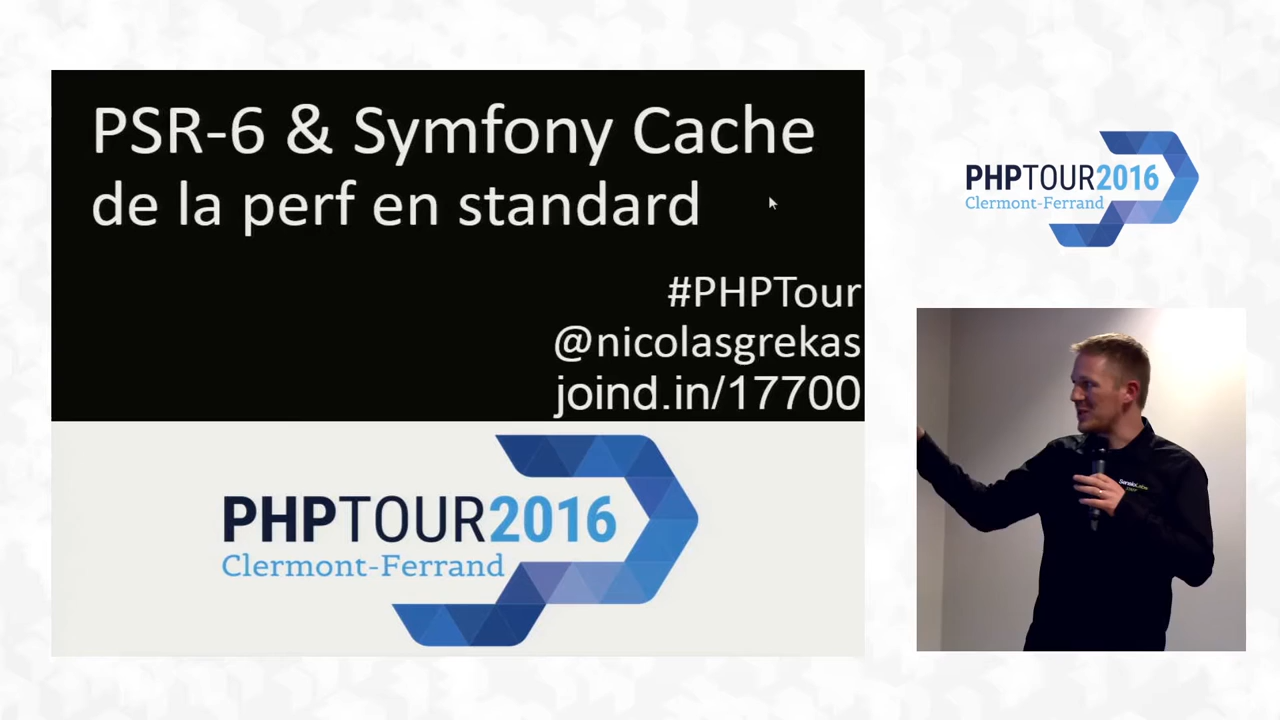 PSR-6 & Symfony Cache
de la perf en standard
#PHPTour
@nicolasgrekas
joind.in/17700
PHPTOUR2016
Clermont-Ferrand
PHPTOUR2016
Clermont-Ferrand
SensioLabs